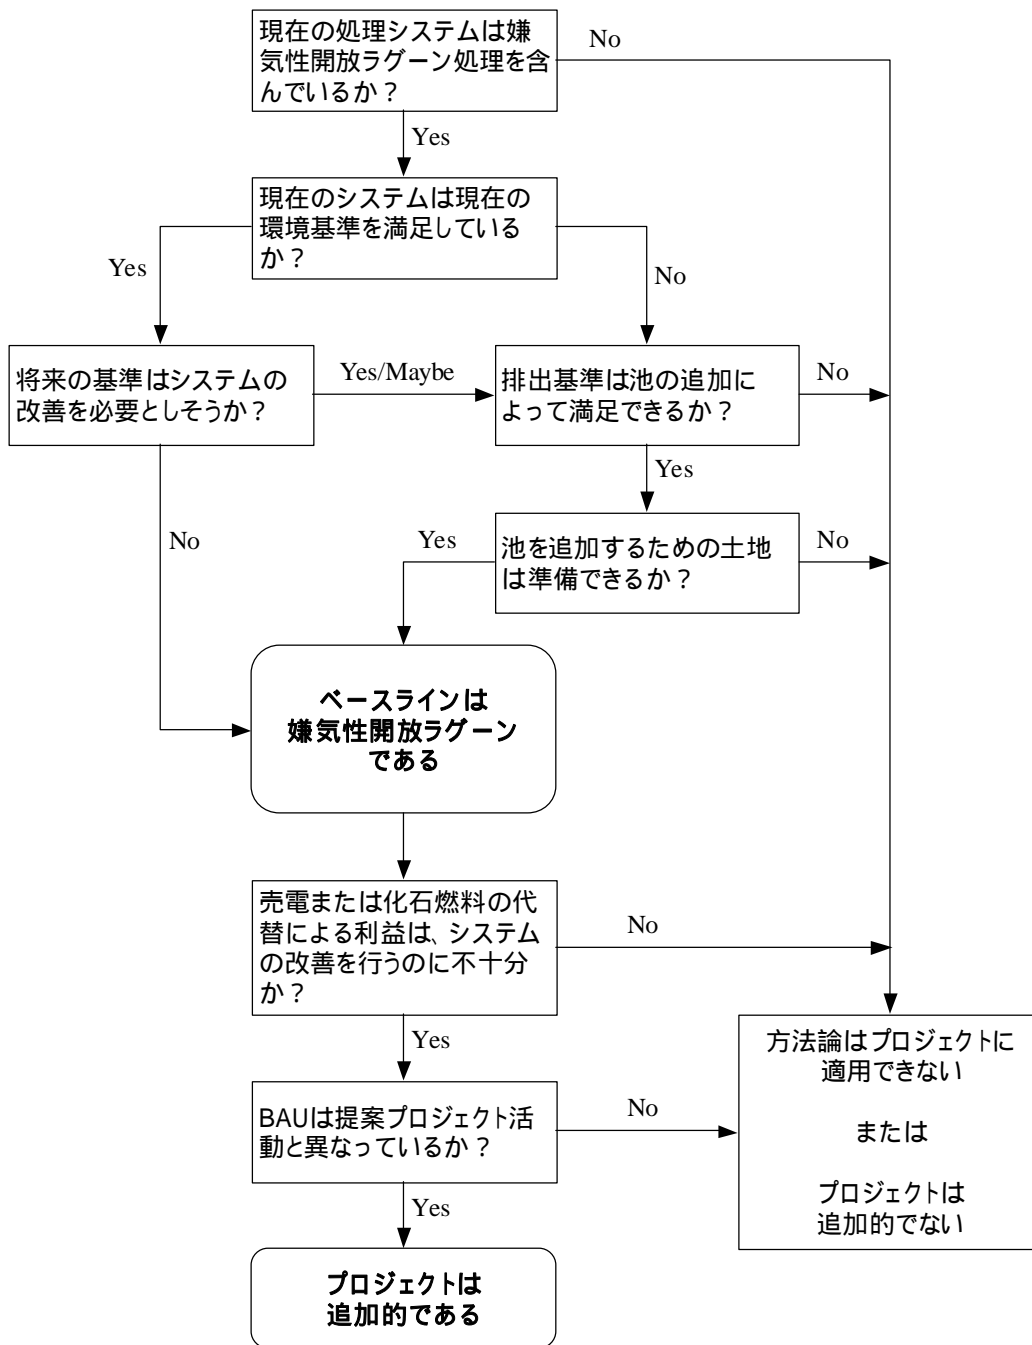 現在の処理システムは嫌
気性開放ラグーン処理を含
んでいるか？
No
Yes
現在のシステムは現在の
環境基準を満足している
か？
Yes
No
将来の基準はシステムの
改善を必要としそうか？
Yes/Maybe
排出基準は池の追加に
よって満足できるか？
No
Yes
No
Yes
池を追加するための土地
は準備できるか？
No
ベースラインは
嫌気性開放ラグーン
である
売電または化石燃料の代
替による利益は、システム
の改善を行うのに不十分
か？
No
Yes
BAUは提案プロジェクト活
動と異なっているか？
No
方法論はプロジェクトに
適用できない
または
プロジェクトは
追加的でない
Yes
プロジェクトは
追加的である